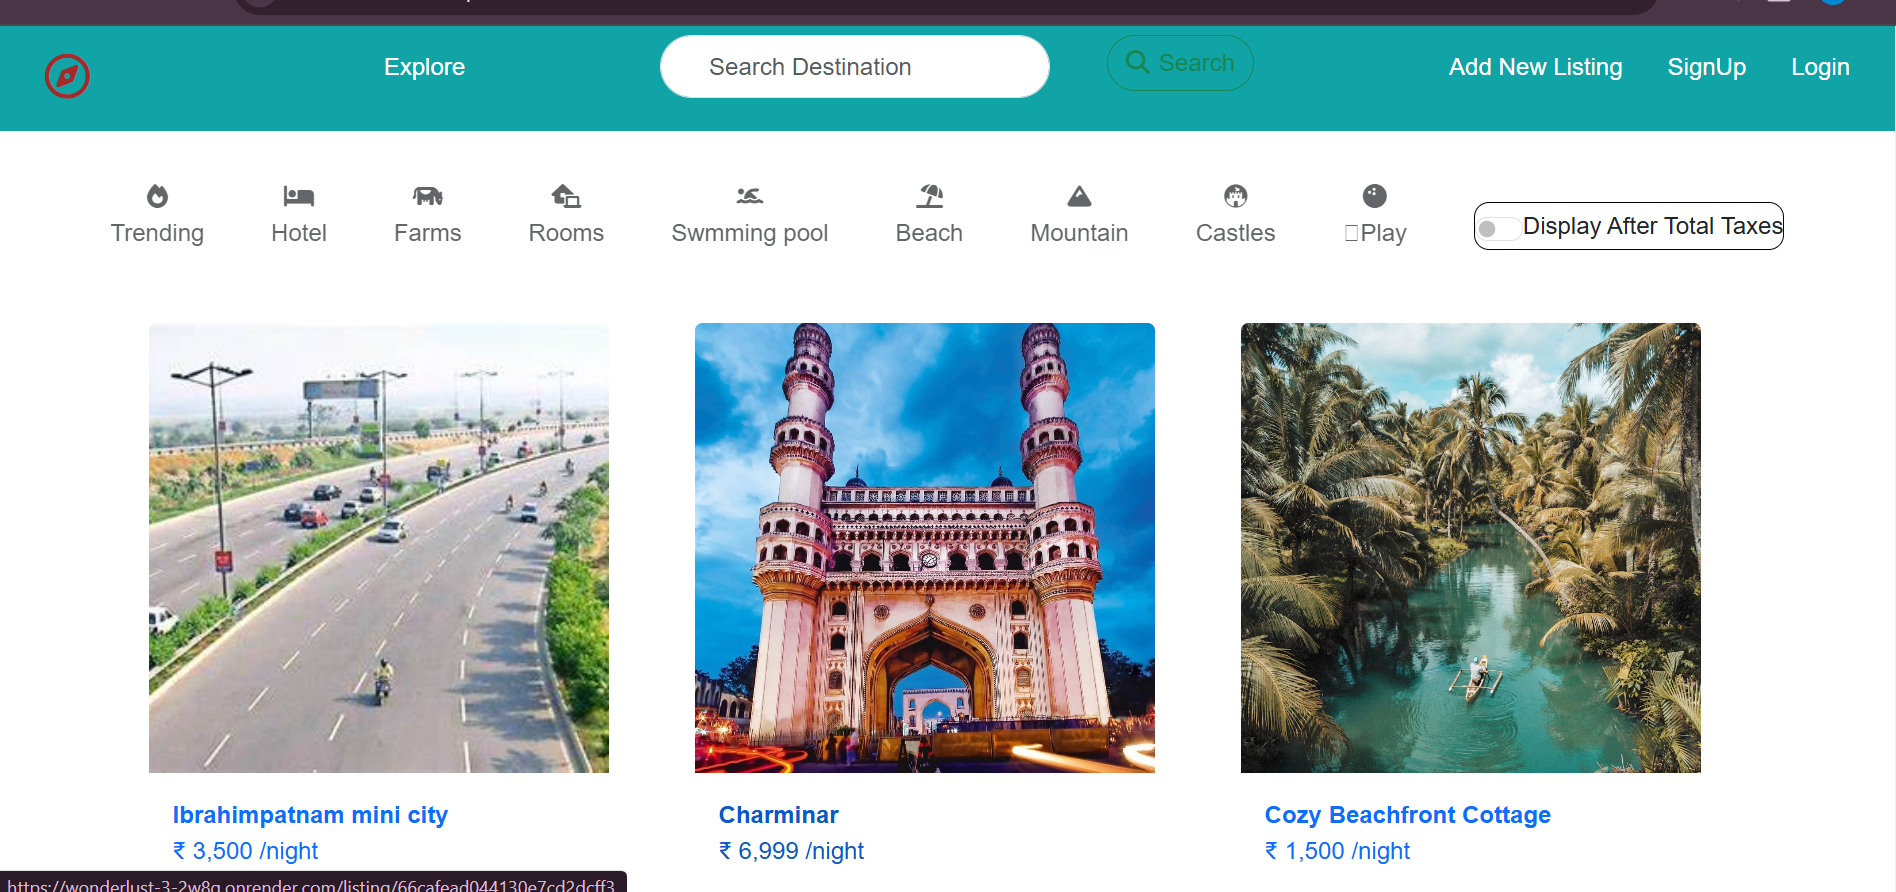 Explore
Search Destination
Search
Add New Listing
SignUp
Login
Trending
Hotel
Farms
Rooms
Swmming pool
Beach
Mountain
Castles
Play
Display After Total Taxes
Ibrahimpatnam mini city
₹ 3,500 /night
Charminar
₹ 6,999 /night
Cozy Beachfront Cottage
₹ 1,500 /night
https://wonderlust-3-2w8q.onrender.com/listing/66cafead044130e7cd2dcff3